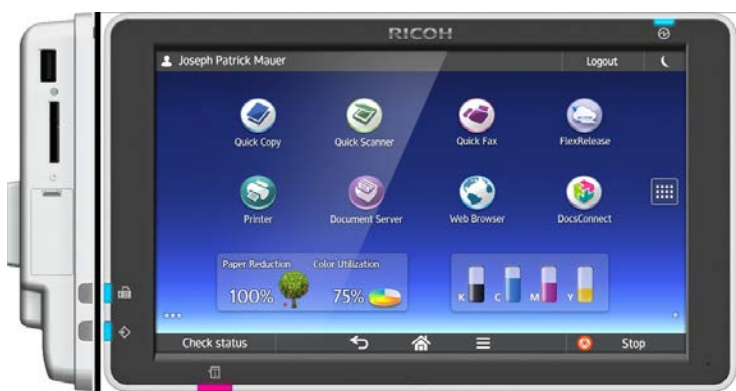 RICOH
Joseph Patrick Mauer
Logout
Quick Copy
Quick Scanner
Quick Fax
FlexRelease
Printer
Document Server
Web Browser
DocsConnect
Paper Reduction
Color Utilization
100%
75%
K C M Y
Check status
Stop